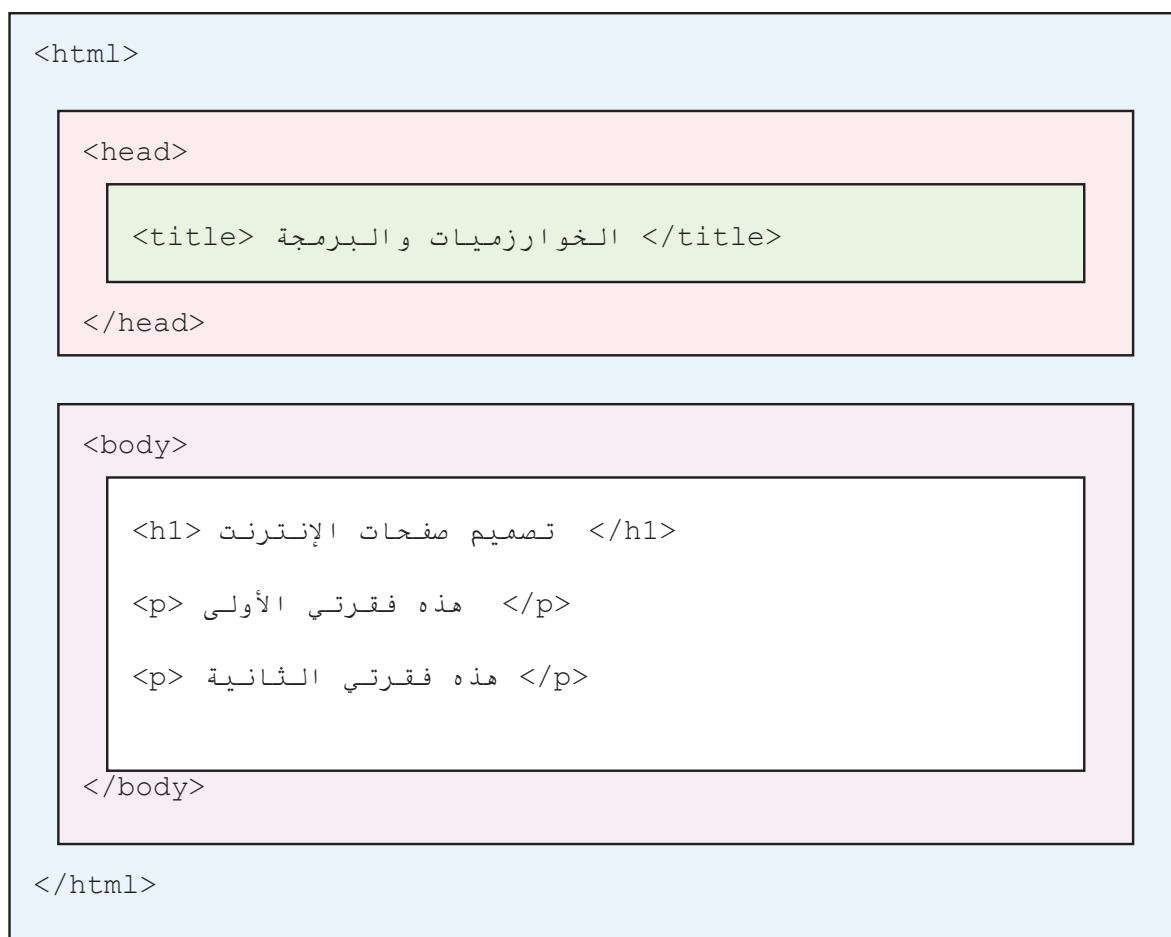 <html>
<head>
<title> الخوارزميات والبرمجة </title>
</head>
<body>
<h1> تصميم صفحات الإنترنت </h1>
<p> هذه فقرتي الأولى </p>
<p> هذه فقرتي الثانية </p>
</body>
</html>